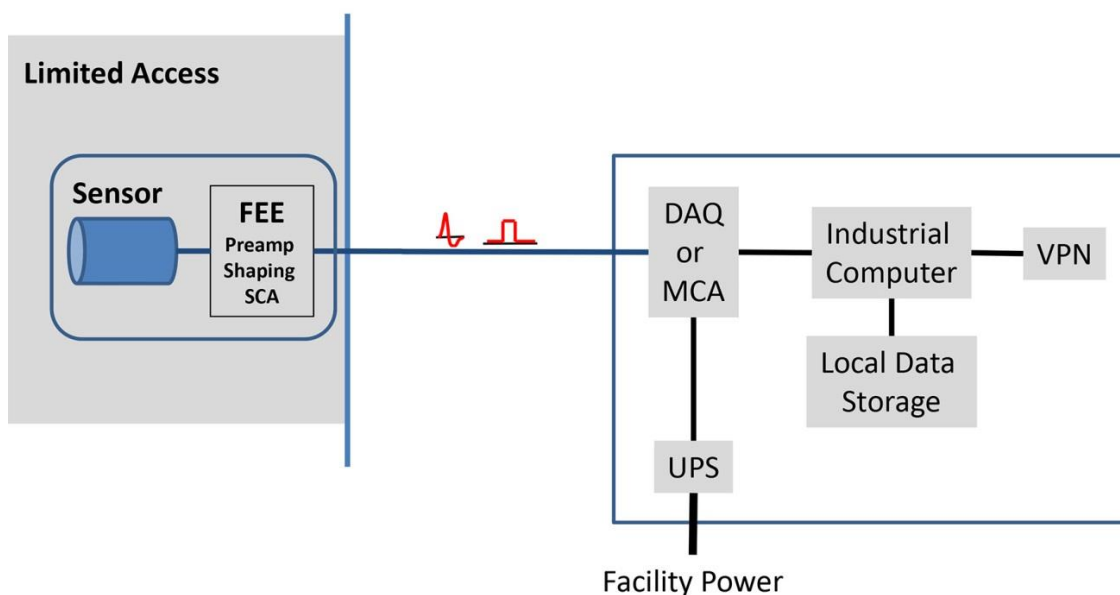 Limited Access
Sensor
FEE
Preamp
Shaping
SCA
DAQ
or
MCA
Industrial
Computer
VPN
Local Data
Storage
UPS
Facility Power